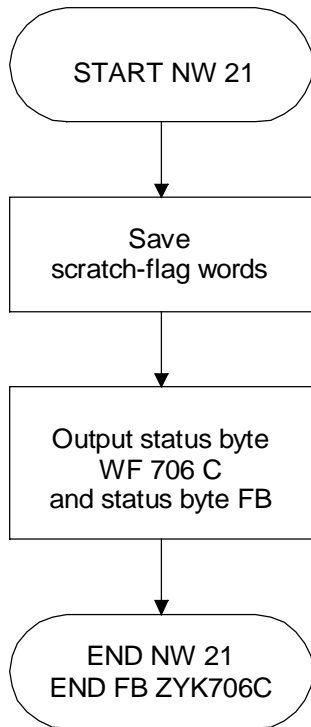 START NW 21
Save
scratch-flag words
Output status byte
WF 706 C
and status byte FB
END NW 21
END FB ZYK706C